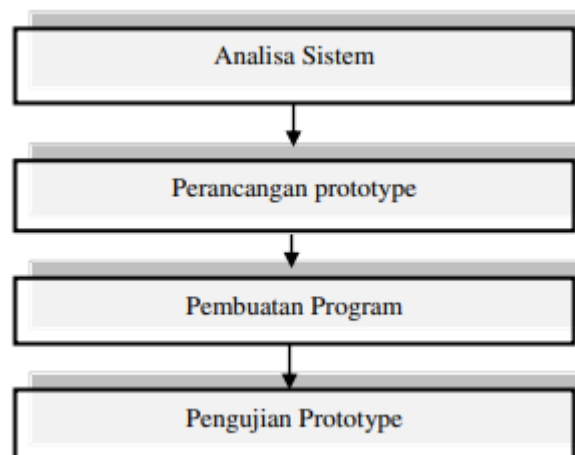 Analisa Sistem
Perancangan prototype
Pembuatan Program
Pengujian Prototype